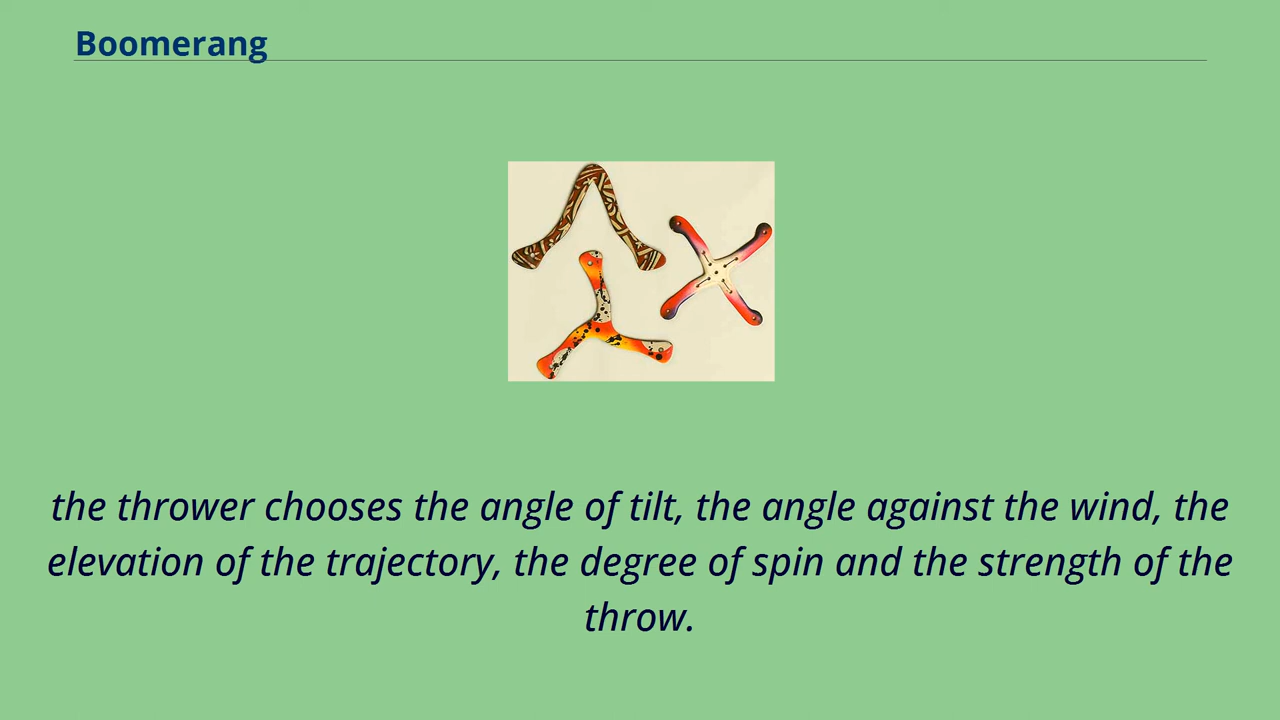 Boomerang
the thrower chooses the angle of tilt, the angle against the wind, the
elevation of the trajectory, the degree of spin and the strength of the
throw.